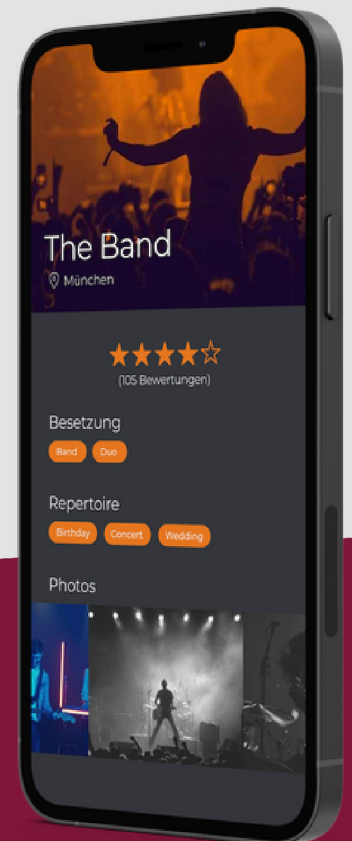 The Band
München
(105 Bewertungen)
Besetzung
Band Duo
Repertoire
Birthday Concert Wedding
Photos